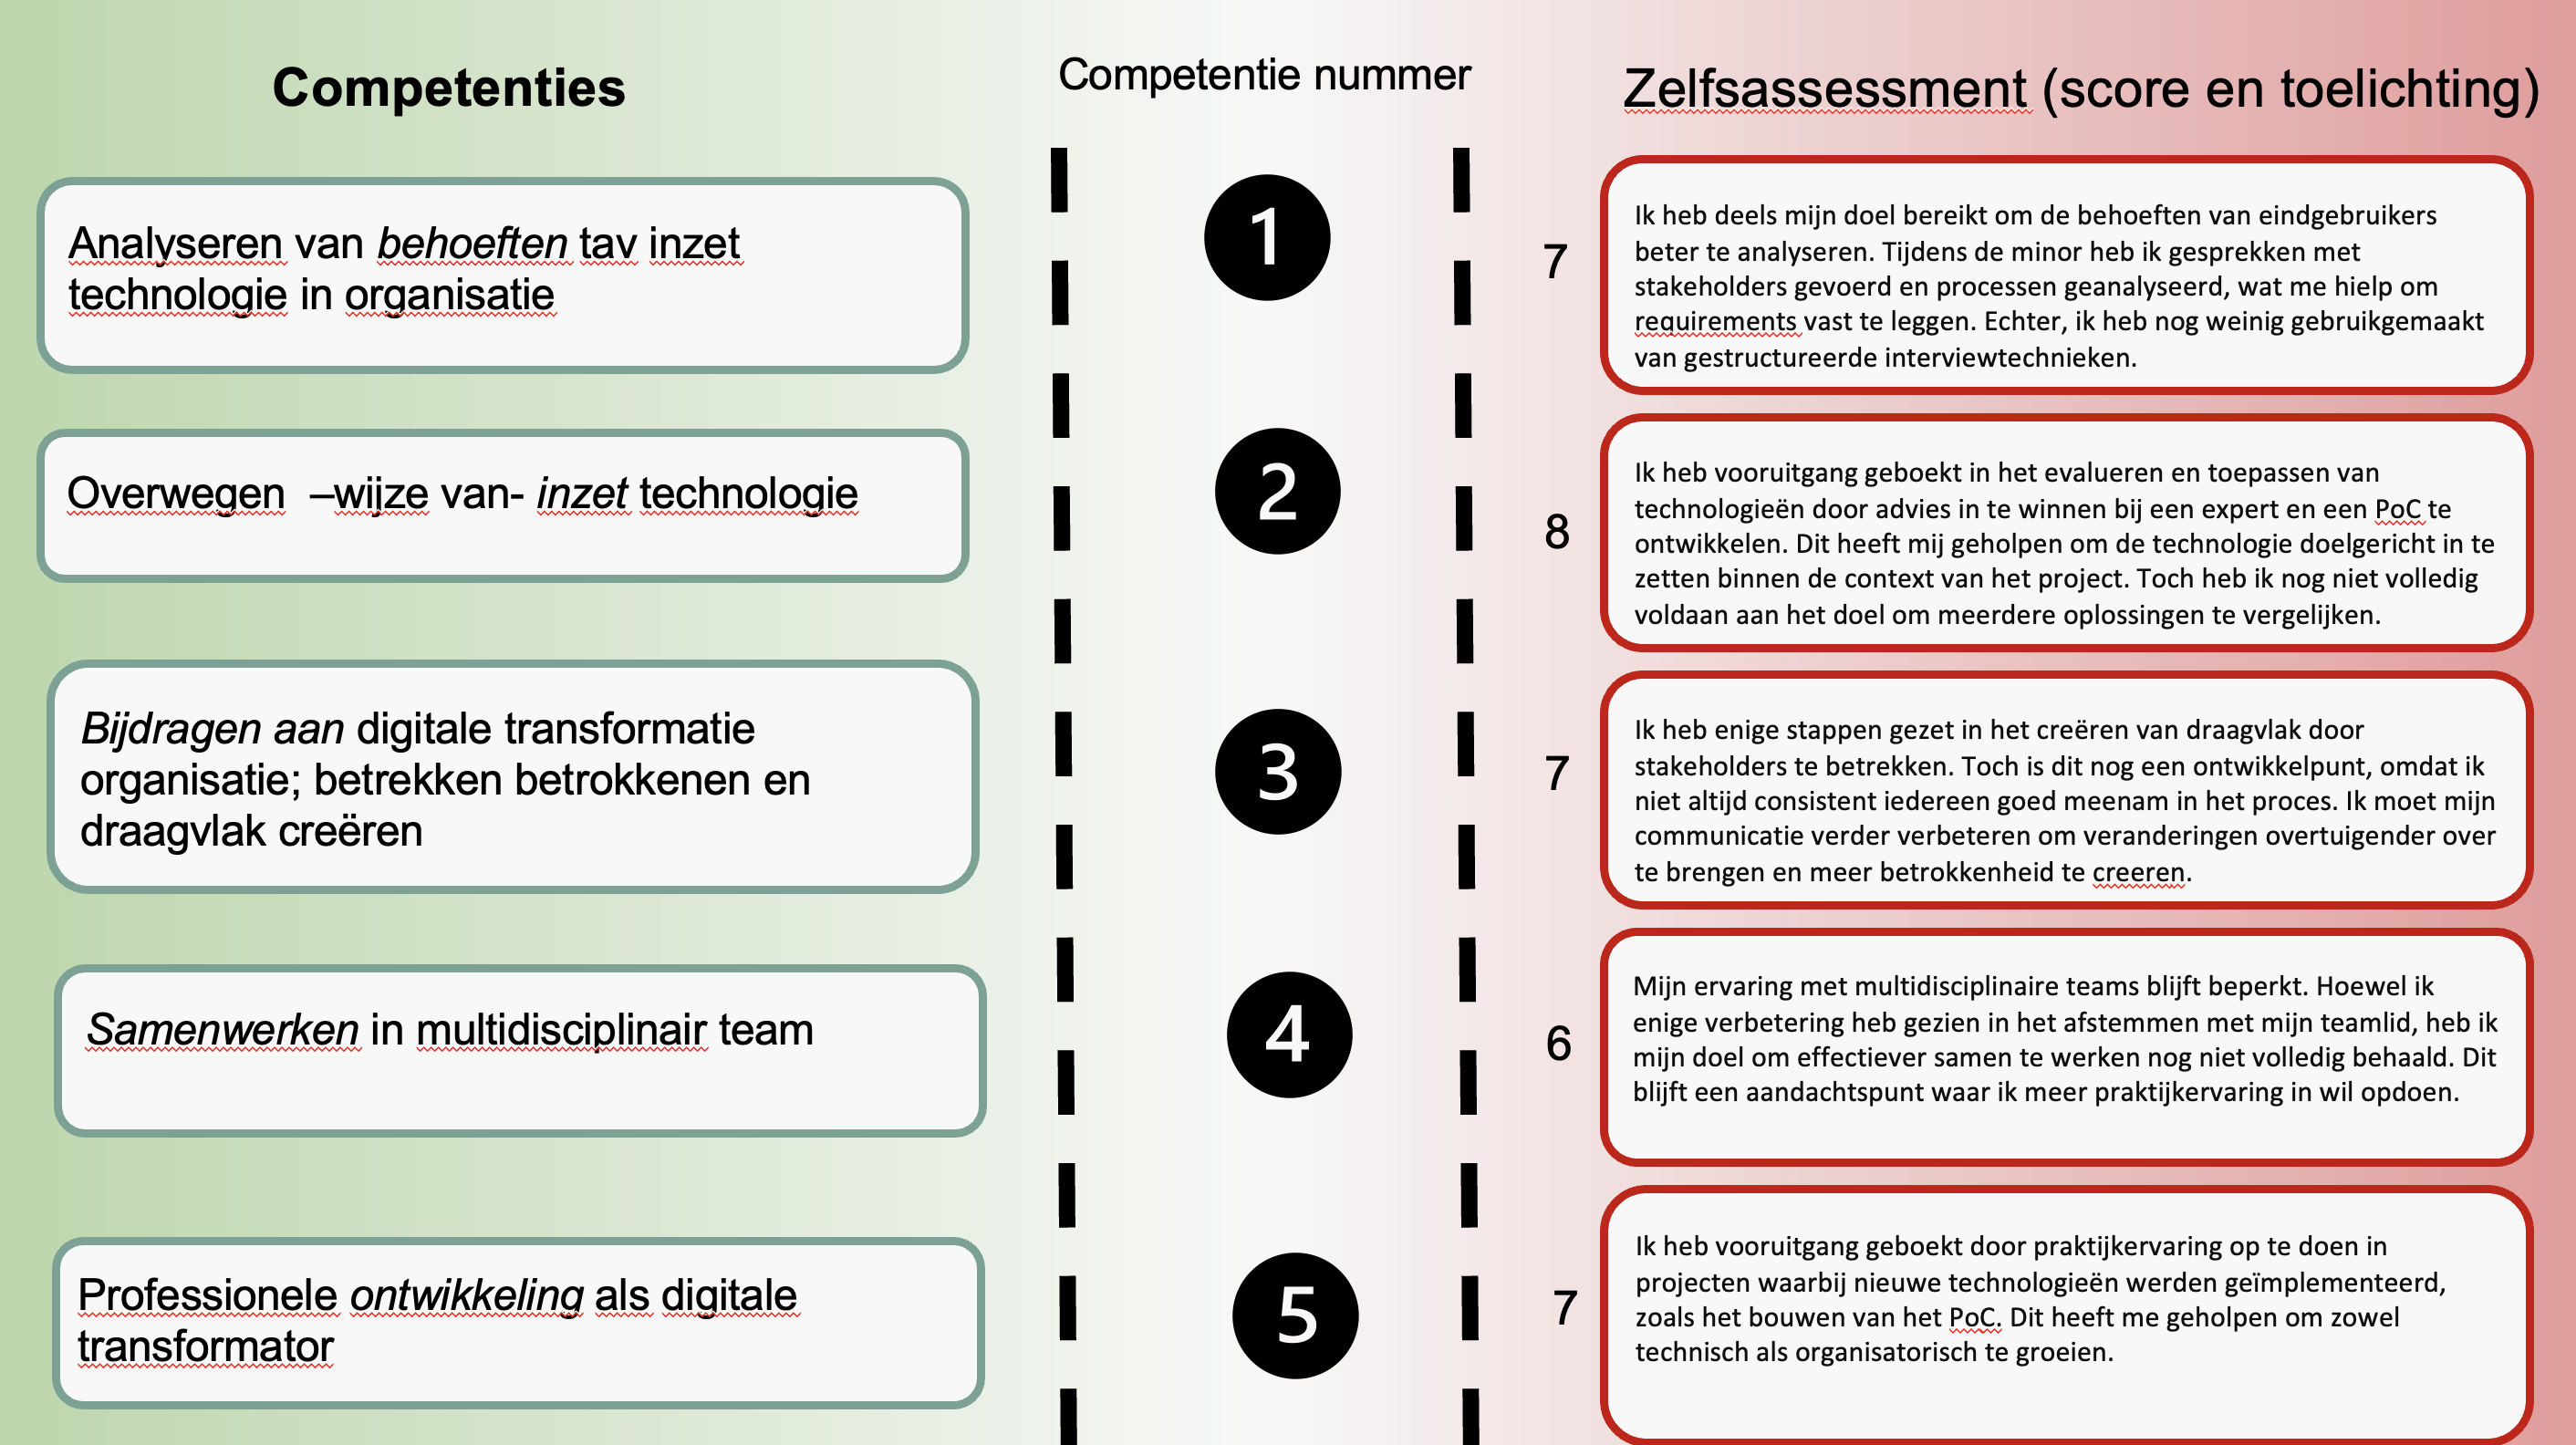 Competenties
Competentie nummer
Zelfsassessment (score en toelichting)
Analyseren van behoeften tav inzet
technologie in organisatie
1
7
Ik heb deels mijn doel bereikt om de behoeften van eindgebruikers
beter te analyseren. Tijdens de minor heb ik gesprekken met
stakeholders gevoerd en processen geanalyseerd, wat me hielp om
requirements vast te leggen. Echter, ik heb nog weinig gebruikgemaakt
van gestructureerde interviewtechnieken.
Overwegen –wijze van- inzet technologie
2
8
Ik heb vooruitgang geboekt in het evalueren en toepassen van
technologieën door advies in te winnen bij een expert en een PoC te
ontwikkelen. Dit heeft mij geholpen om de technologie doelgericht in te
zetten binnen de context van het project. Toch heb ik nog niet volledig
voldaan aan het doel om meerdere oplossingen te vergelijken.
Bijdragen aan digitale transformatie
organisatie; betrekken betrokkenen en
draagvlak creëren
3
7
Ik heb enige stappen gezet in het creëren van draagvlak door
stakeholders te betrekken. Toch is dit nog een ontwikkelpunt, omdat ik
niet altijd consistent iedereen goed meenam in het proces. Ik moet mijn
communicatie verder verbeteren om veranderingen overtuigender over
te brengen en meer betrokkenheid te creeren.
Samenwerken in multidisciplinair team
4
6
Mijn ervaring met multidisciplinaire teams blijft beperkt. Hoewel ik
enige verbetering heb gezien in het afstemmen met mijn teamlid, heb ik
mijn doel om effectiever samen te werken nog niet volledig behaald. Dit
blijft een aandachtspunt waar ik meer praktijkervaring in wil opdoen.
Professionele ontwikkeling als digitale
transformator
5
7
Ik heb vooruitgang geboekt door praktijkervaring op te doen in
projecten waarbij nieuwe technologieën werden geïmplementeerd,
zoals het bouwen van het PoC. Dit heeft me geholpen om zowel
technisch als organisatorisch te groeien.